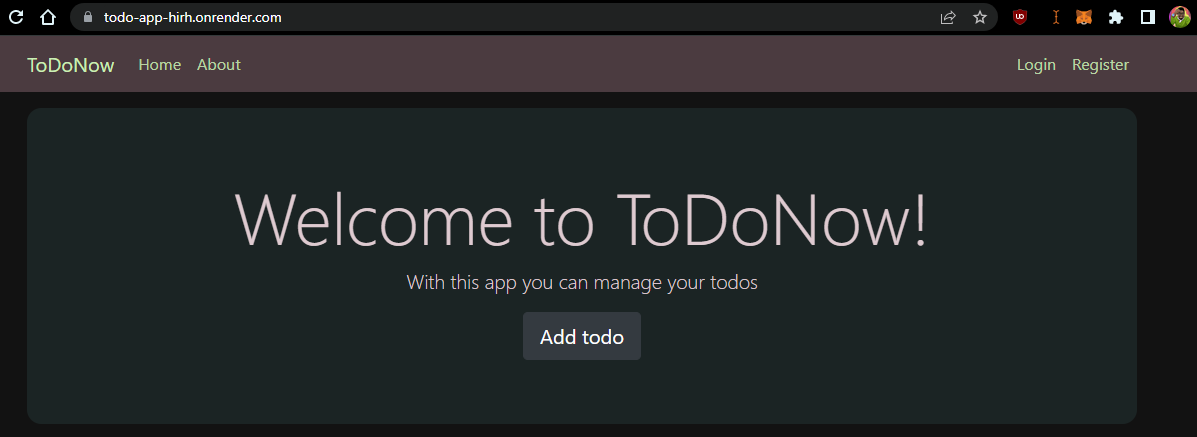 todo-app-hirh.onrender.com
ToDoNow Home About Login Register
Welcome to ToDoNow!
With this app you can manage your todos
Add todo